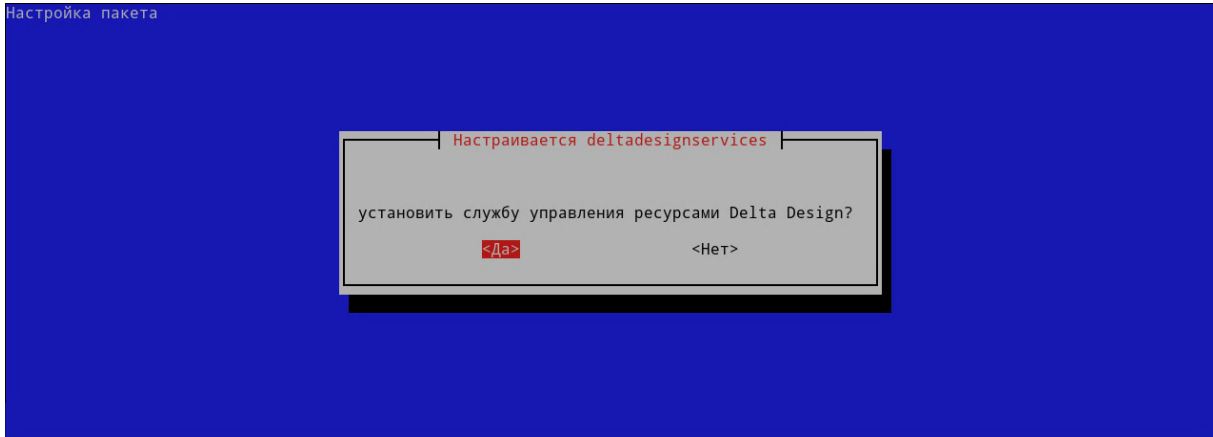 Настройка пакета
Настраивается deltadesignservices
установить службу управления ресурсами Delta Design?
<Да> <Нет>